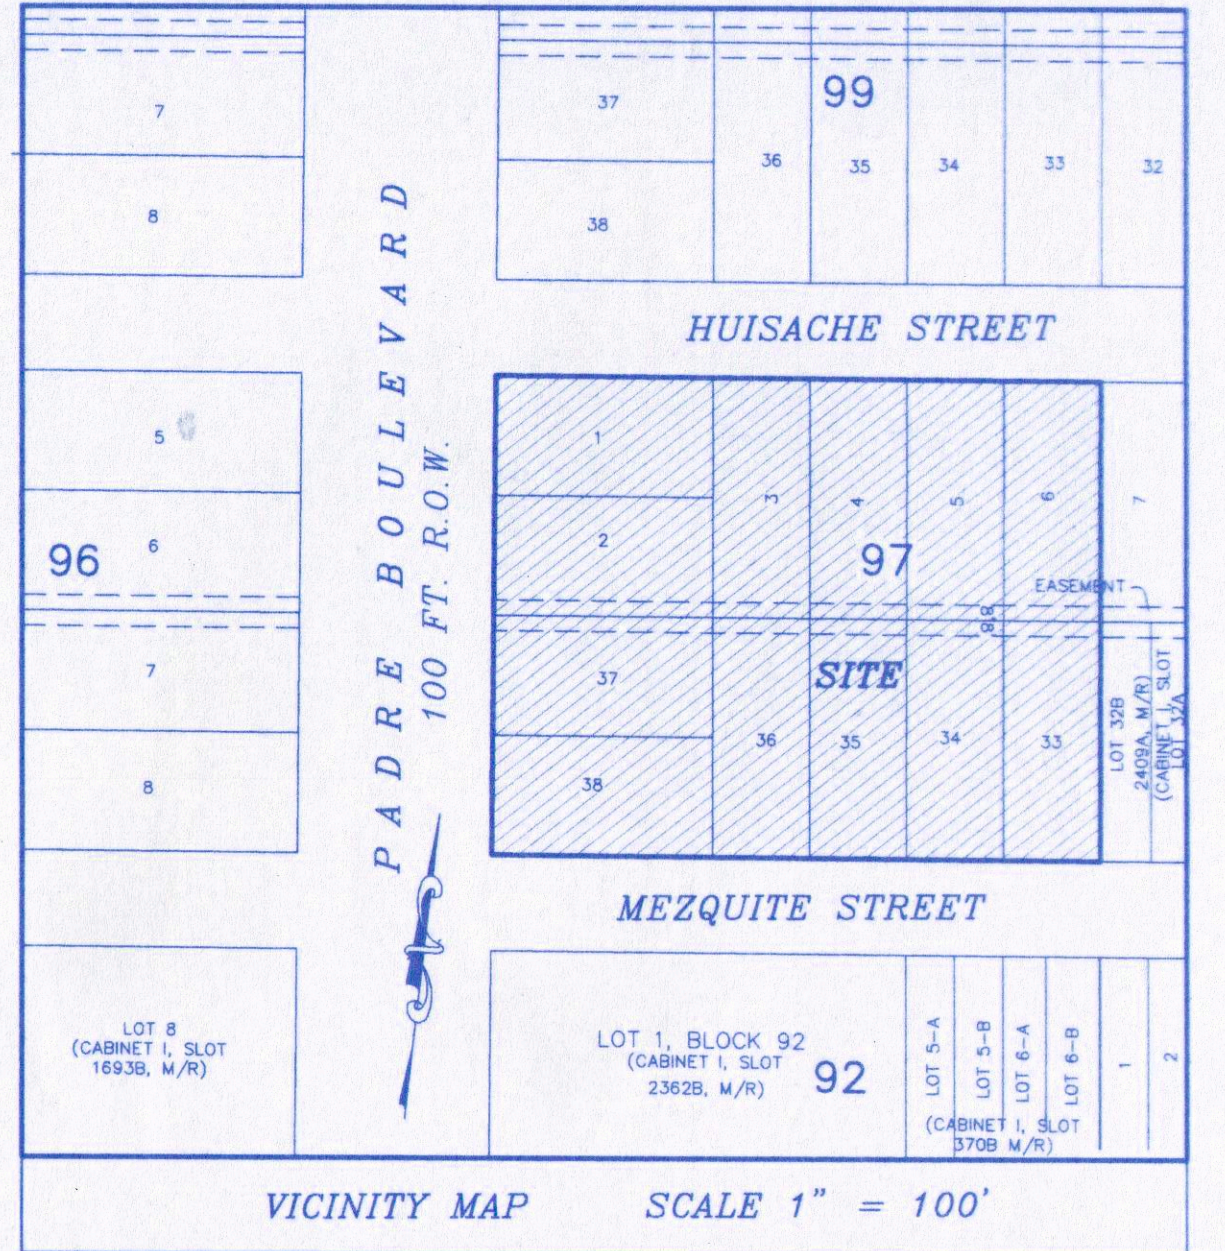 7
37
99
8
36
35
34
33
32
38
HUISACHE STREET
PADRE BOULEVARD
100 FT. R.O.W.
5
1
3
4
5
6
7
96
6
2
97
EASEMENT
8'
8'
7
37
SITE
36
35
34
33
LOT 32B
2409A, M/R)
(CABINET I, SLOT
LOT 32A
8
38
MEZQUITE STREET
LOT 8
(CABINET I, SLOT
1693B, M/R)
LOT 1, BLOCK 92
(CABINET I, SLOT
2362B, M/R)
92
LOT 5-A
LOT 5-B
LOT 6-A
LOT 6-B
1
2
(CABINET I, SLOT
370B M/R)
VICINITY MAP SCALE 1" = 100'